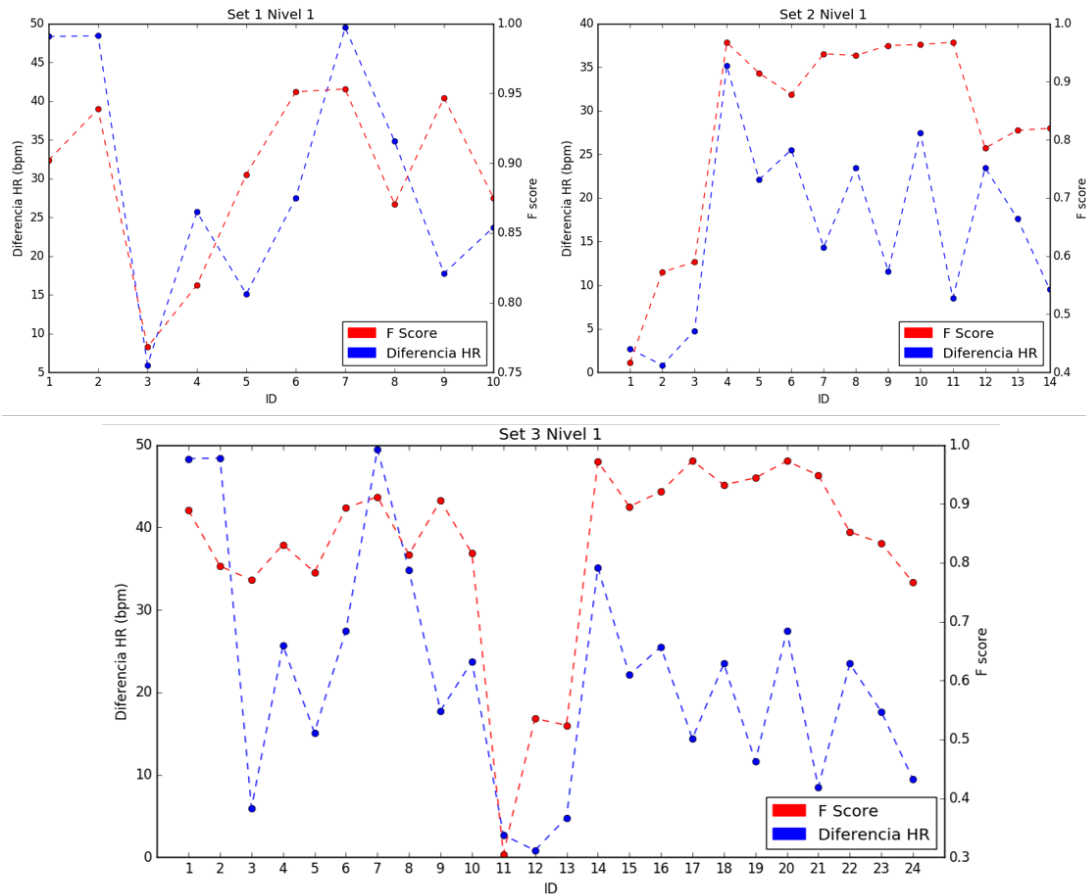 Set 1 Nivel 1
50
45
40
35
30
25
20
15
10
5
Diferencia HR (bpm)
1.00
0.95
0.90
0.85
0.80
0.75
F score
1 2 3 4 5 6 7 8 9 10
ID
F Score
Diferencia HR
Set 2 Nivel 1
40
35
30
25
20
15
10
5
0
Diferencia HR (bpm)
1.0
0.9
0.8
0.7
0.6
0.5
0.4
F score
1 2 3 4 5 6 7 8 9 10 11 12 13 14
ID
F Score
Diferencia HR
Set 3 Nivel 1
50
40
30
20
10
0
Diferencia HR (bpm)
1.0
0.9
0.8
0.7
0.6
0.5
0.4
0.3
F score
1 2 3 4 5 6 7 8 9 10 11 12 13 14 15 16 17 18 19 20 21 22 23 24
ID
F Score
Diferencia HR